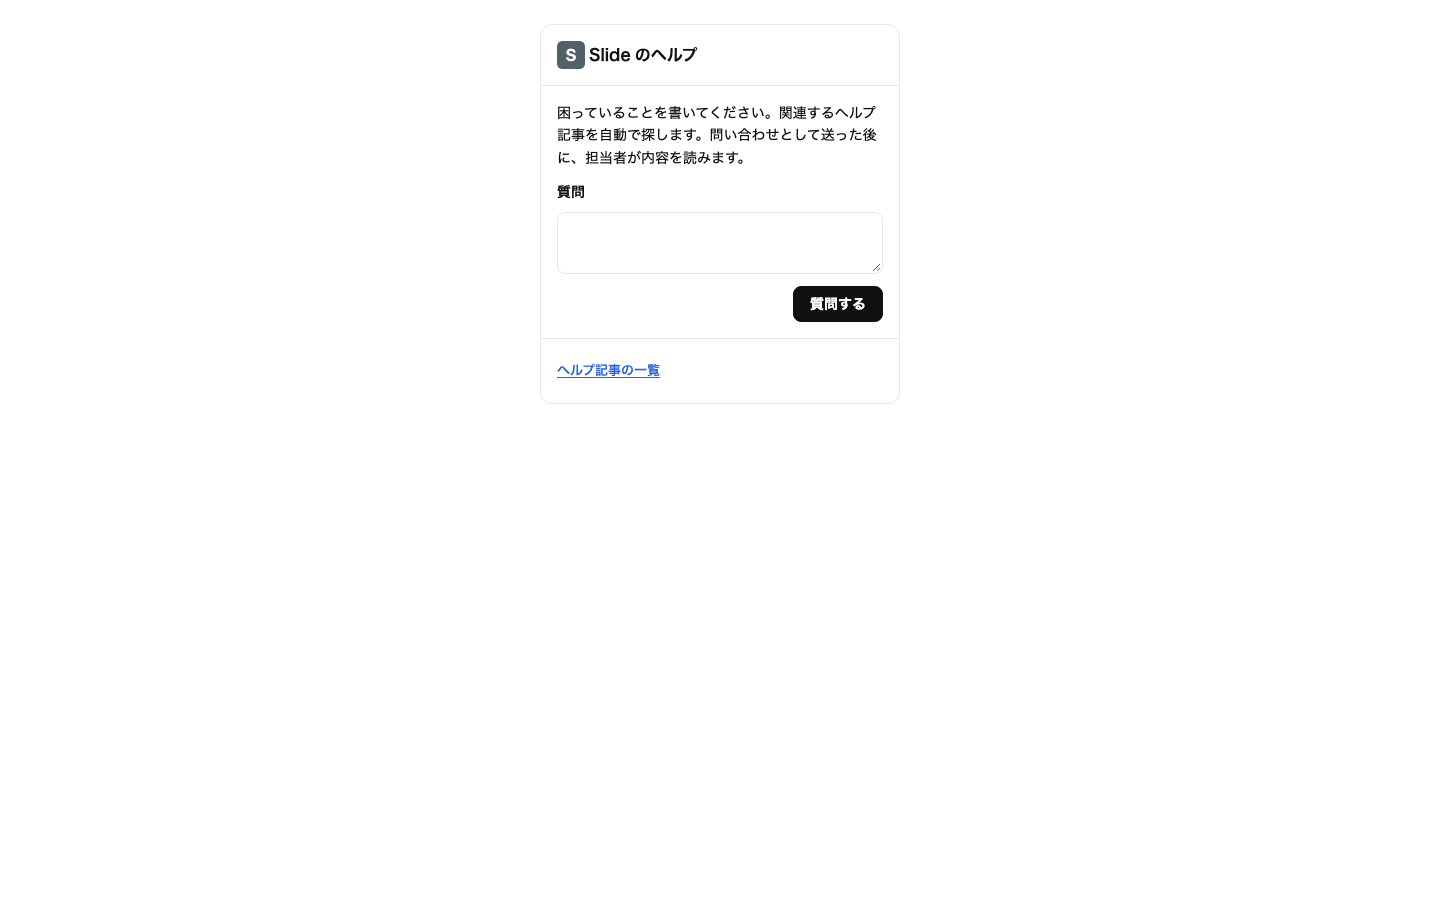 S Slide のヘルプ
困っていることを書いてください。関連するヘルプ
記事を自動で探します。問い合わせとして送った後
に、担当者が内容を読みます。
質問
質問する
ヘルプ記事の一覧